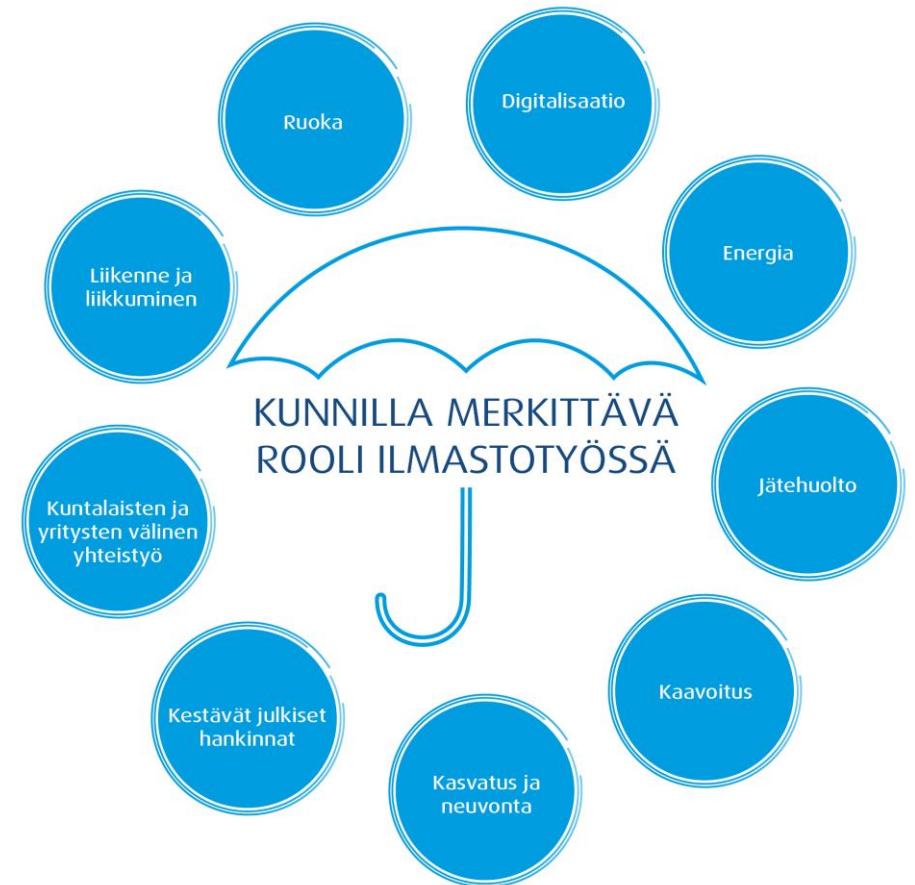 Digitalisaatio
Ruoka
Energia
Liikenne ja
liikkuminen
KUNNILLA MERKITTÄVÄ
ROOLI ILMASTOTYÖSSÄ
Jätehuolto
Kuntalaisten ja
yritysten välinen
yhteistyö
Kaavoitus
Kestävät julkiset
hankinnat
Kasvatus ja
neuvonta